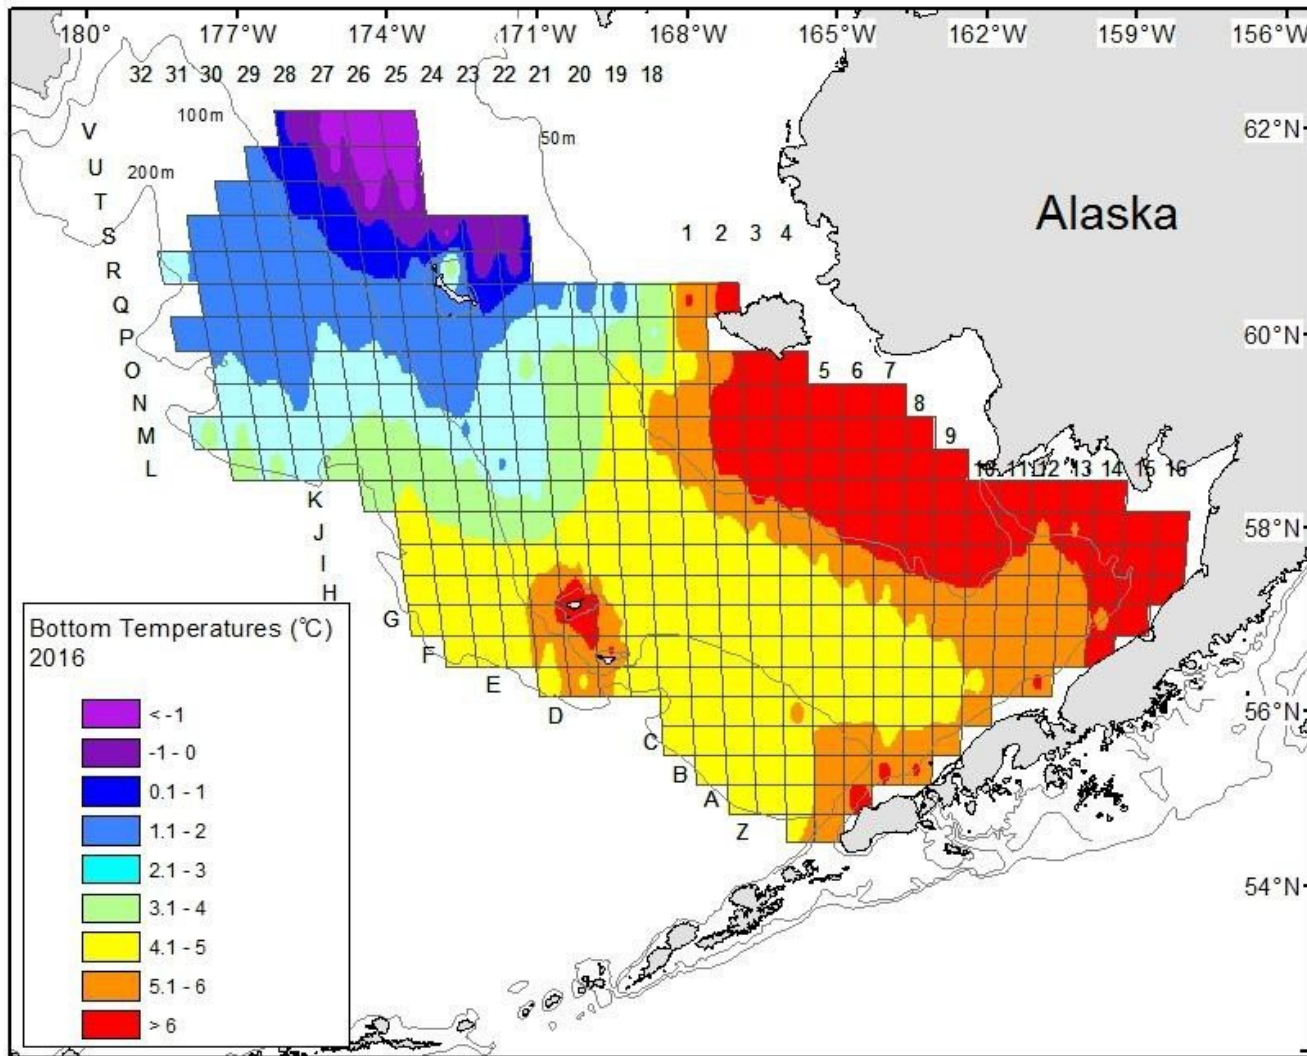 180° 177°W 174°W 171°W 168°W 165°W 162°W 159°W 156°W
32 31 30 29 28 27 26 25 24 23 22 21 20 19 18
100m
62°N
V
50m
U
200m
T
Alaska
S
1 2 3 4
R
Q
60°N
P
O
5 6 7
N
8
M
9
L
10 11 12 13 14 15 16
K
58°N
J
I
H
G
Bottom Temperatures (°C)
2016
F
E
D
56°N
C
B
A
Z
< -1
-1 - 0
0.1 - 1
1.1 - 2
2.1 - 3
3.1 - 4
4.1 - 5
5.1 - 6
> 6
54°N